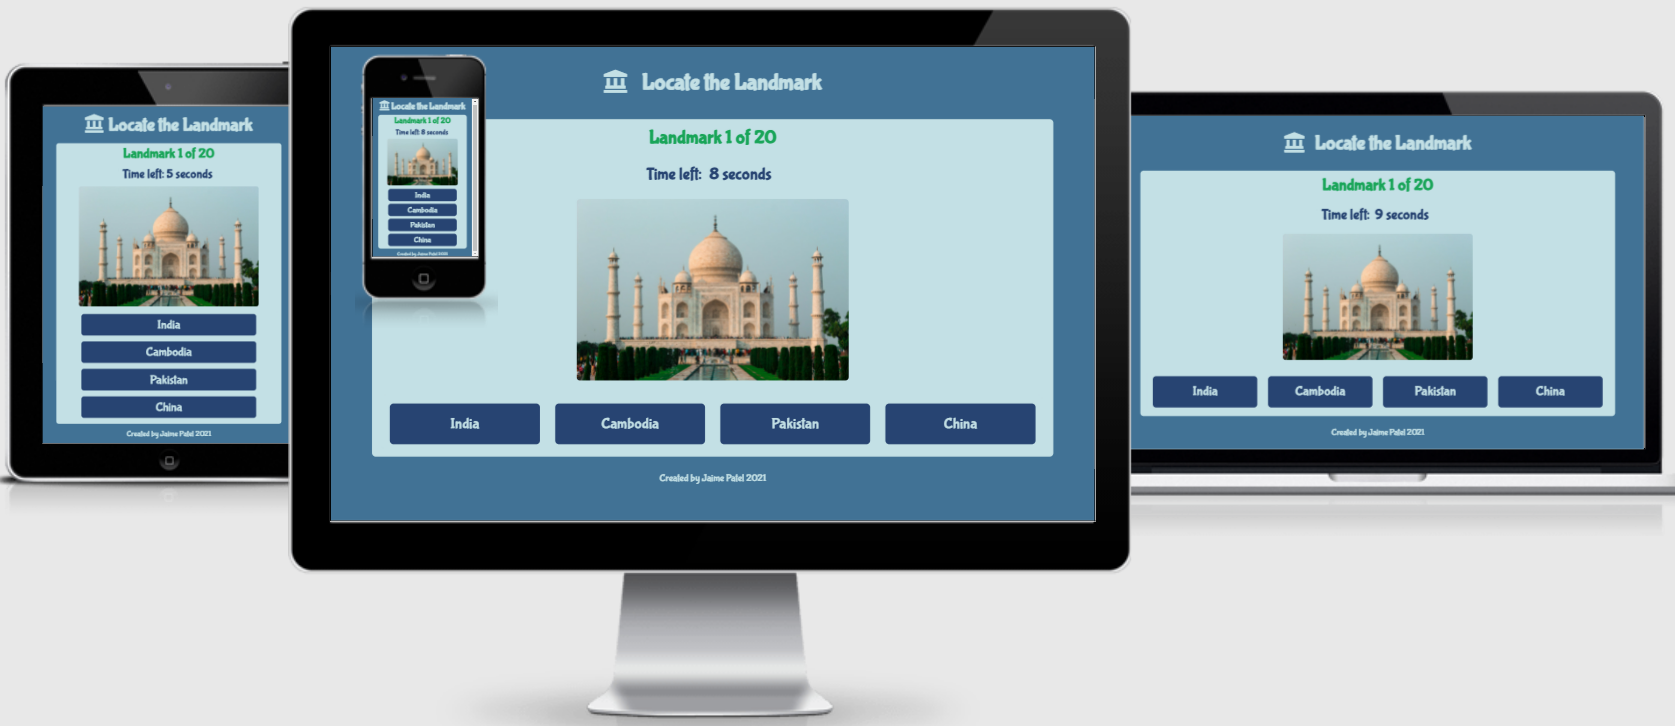 Locate the Landmark
Landmark 1 of 20
Time left: 5 seconds
India
Cambodia
Pakistan
China
Created by Jaime Patel 2021
Locate the Landmark
Landmark 1 of 20
Time left: 8 seconds
India
Cambodia
Pakistan
China
Created by Jaime Patel 2021
Locate the Landmark
Landmark 1 of 20
Time left: 8 seconds
India
Cambodia
Pakistan
China
Created by Jaime Patel 2021
Locate the Landmark
Landmark 1 of 20
Time left: 9 seconds
India
Cambodia
Pakistan
China
Created by Jaime Patel 2021